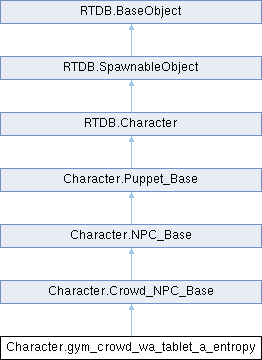 RTDB.BaseObject
RTDB.SpawnableObject
RTDB.Character
Character.Puppet_Base
Character.NPC_Base
Character.Crowd_NPC_Base
Character.gym_crowd_wa_tablet_a_entropy